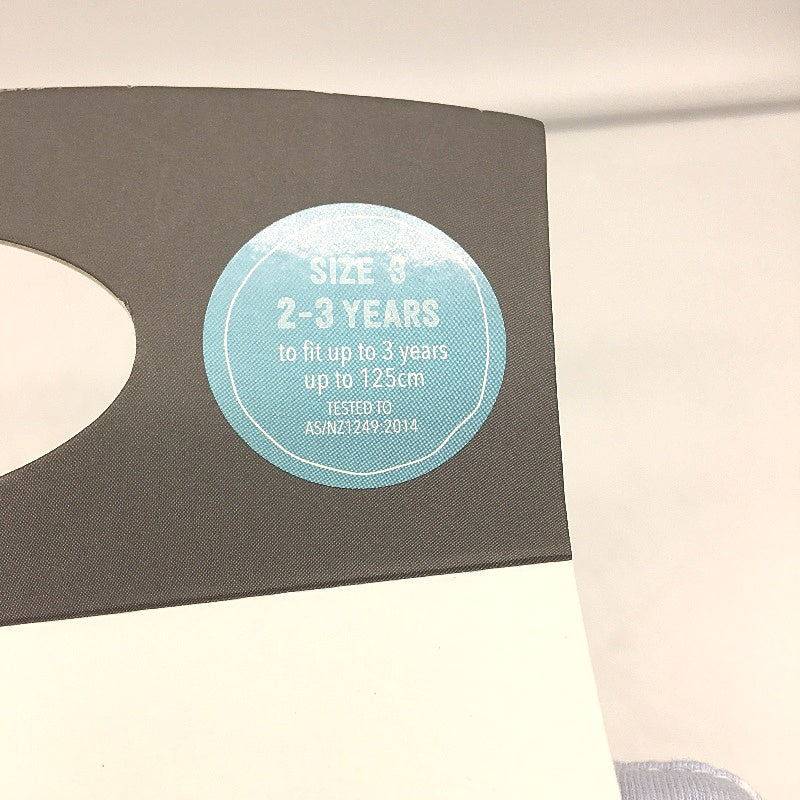 SIZE 3
2-3 YEARS
to fit up to 3 years
up to 125cm
TESTED TO
AS/NZ1249:2014